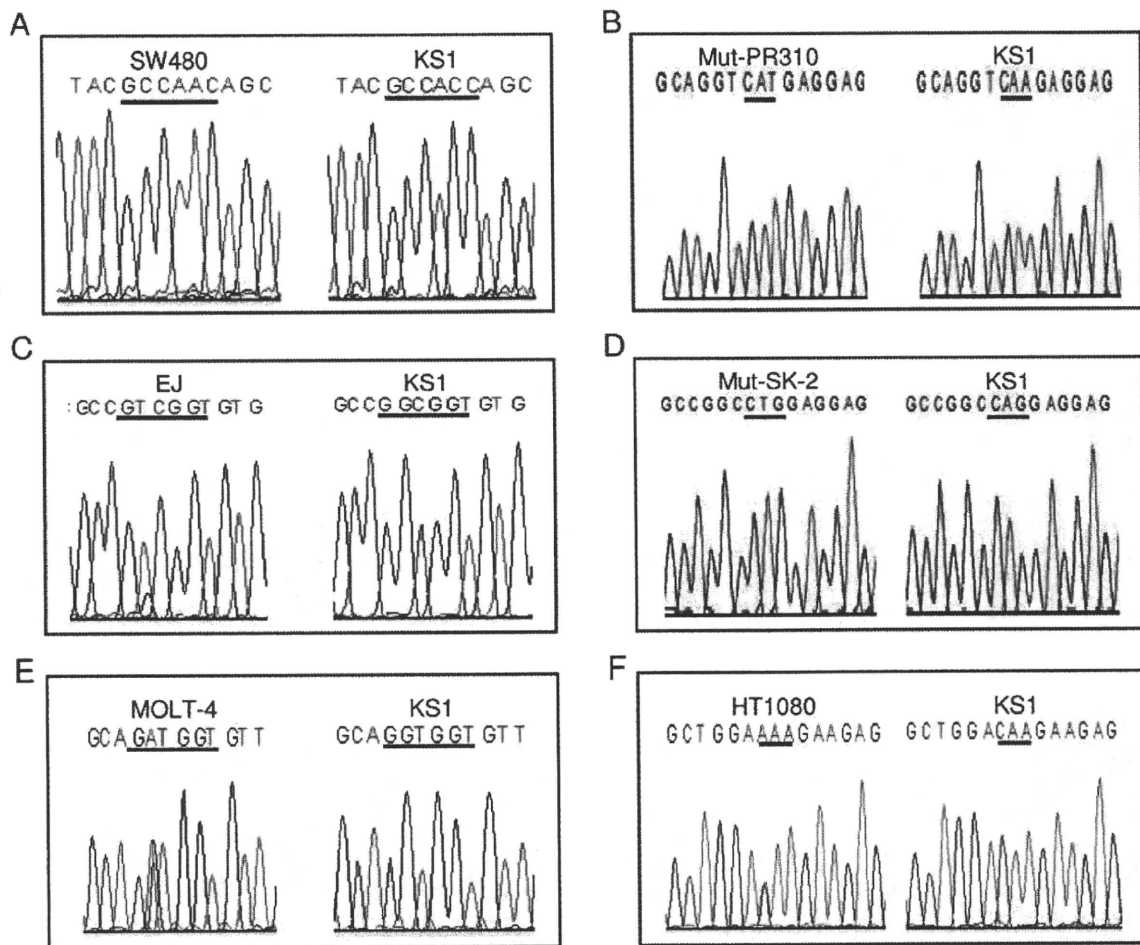 A
SW480 KS1
TACGCCAACAGC TACGCCACCAGC
B
Mut-PR310 KS1
GCAGGTCATGAGGAG GCAGGTCAAGAGGAG
C
EJ KS1
:GCCGTCGGTGTG GCCGGCGGTGTG
D
Mut-SK-2 KS1
GCCGGCCTGGAGGAG GCCGGCCAGGAGGAG
E
MOLT-4 KS1
GCAGATGGTGTT GCAGGTGGTGTT
F
HT1080 KS1
GCTGGAAAAGAAGAG GCTGGACAAGAAGAG